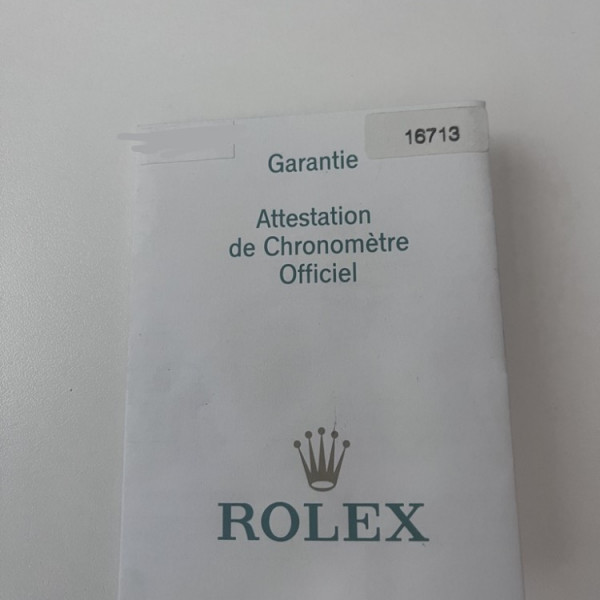 16713
Garantie
Attestation
de Chronomètre
Officiel
ROLEX